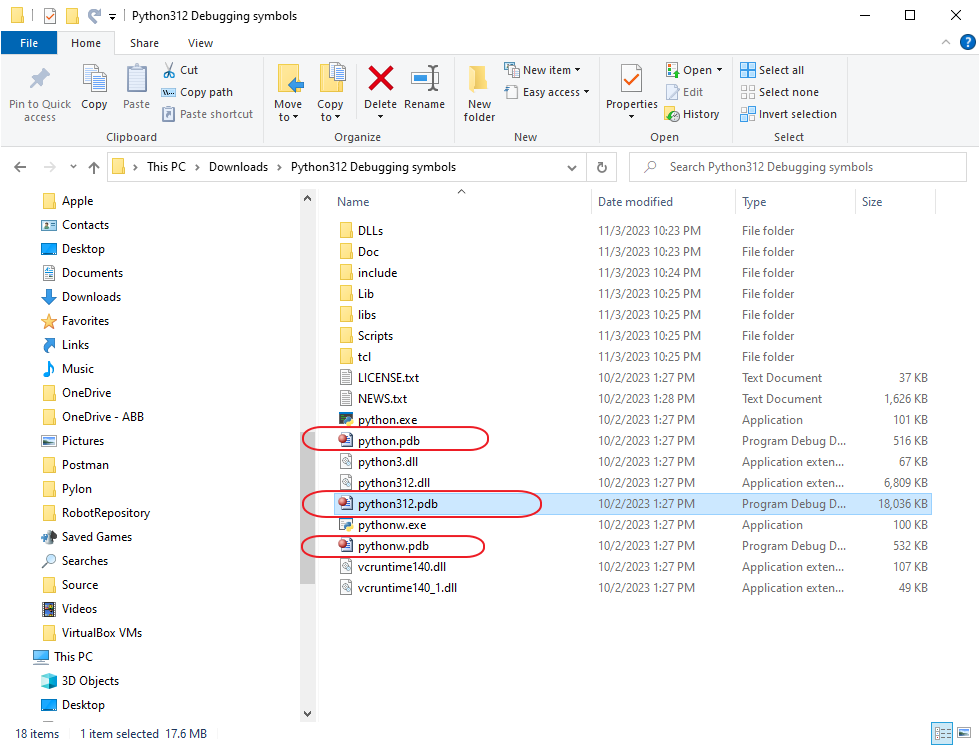 Python312 Debugging symbols
File Home Share View
Pin to Quick access
Copy
Paste
Cut
Copy path
Paste shortcut
Clipboard
Move to
Copy to
Delete
Rename
Organize
New folder
New item
Easy access
New
Properties
Open
Edit
History
Open
Select all
Select none
Invert selection
Select
This PC > Downloads > Python312 Debugging symbols
Search Python312 Debugging symbols
Apple
Contacts
Desktop
Documents
Downloads
Favorites
Links
Music
OneDrive
OneDrive - ABB
Pictures
Postman
Pylon
RobotRepository
Saved Games
Searches
Source
Videos
VirtualBox VMs
This PC
3D Objects
Desktop
Name Date modified Type Size
DLLs 11/3/2023 10:23 PM File folder
Doc 11/3/2023 10:23 PM File folder
include 11/3/2023 10:24 PM File folder
Lib 11/3/2023 10:25 PM File folder
libs 11/3/2023 10:25 PM File folder
Scripts 11/3/2023 10:25 PM File folder
tcl 11/3/2023 10:25 PM File folder
LICENSE.txt 10/2/2023 1:27 PM Text Document 37 KB
NEWS.txt 10/2/2023 1:28 PM Text Document 1,626 KB
python.exe 10/2/2023 1:27 PM Application 101 KB
python.pdb 10/2/2023 1:27 PM Program Debug D... 516 KB
python3.dll 10/2/2023 1:27 PM Application exten... 67 KB
python312.dll 10/2/2023 1:27 PM Application exten... 6,809 KB
python312.pdb 10/2/2023 1:27 PM Program Debug D... 18,036 KB
pythonw.exe 10/2/2023 1:27 PM Application 100 KB
pythonw.pdb 10/2/2023 1:27 PM Program Debug D... 532 KB
vcruntime140.dll 10/2/2023 1:27 PM Application exten... 107 KB
vcruntime140_1.dll 10/2/2023 1:27 PM Application exten... 49 KB
18 items 1 item selected 17.6 MB